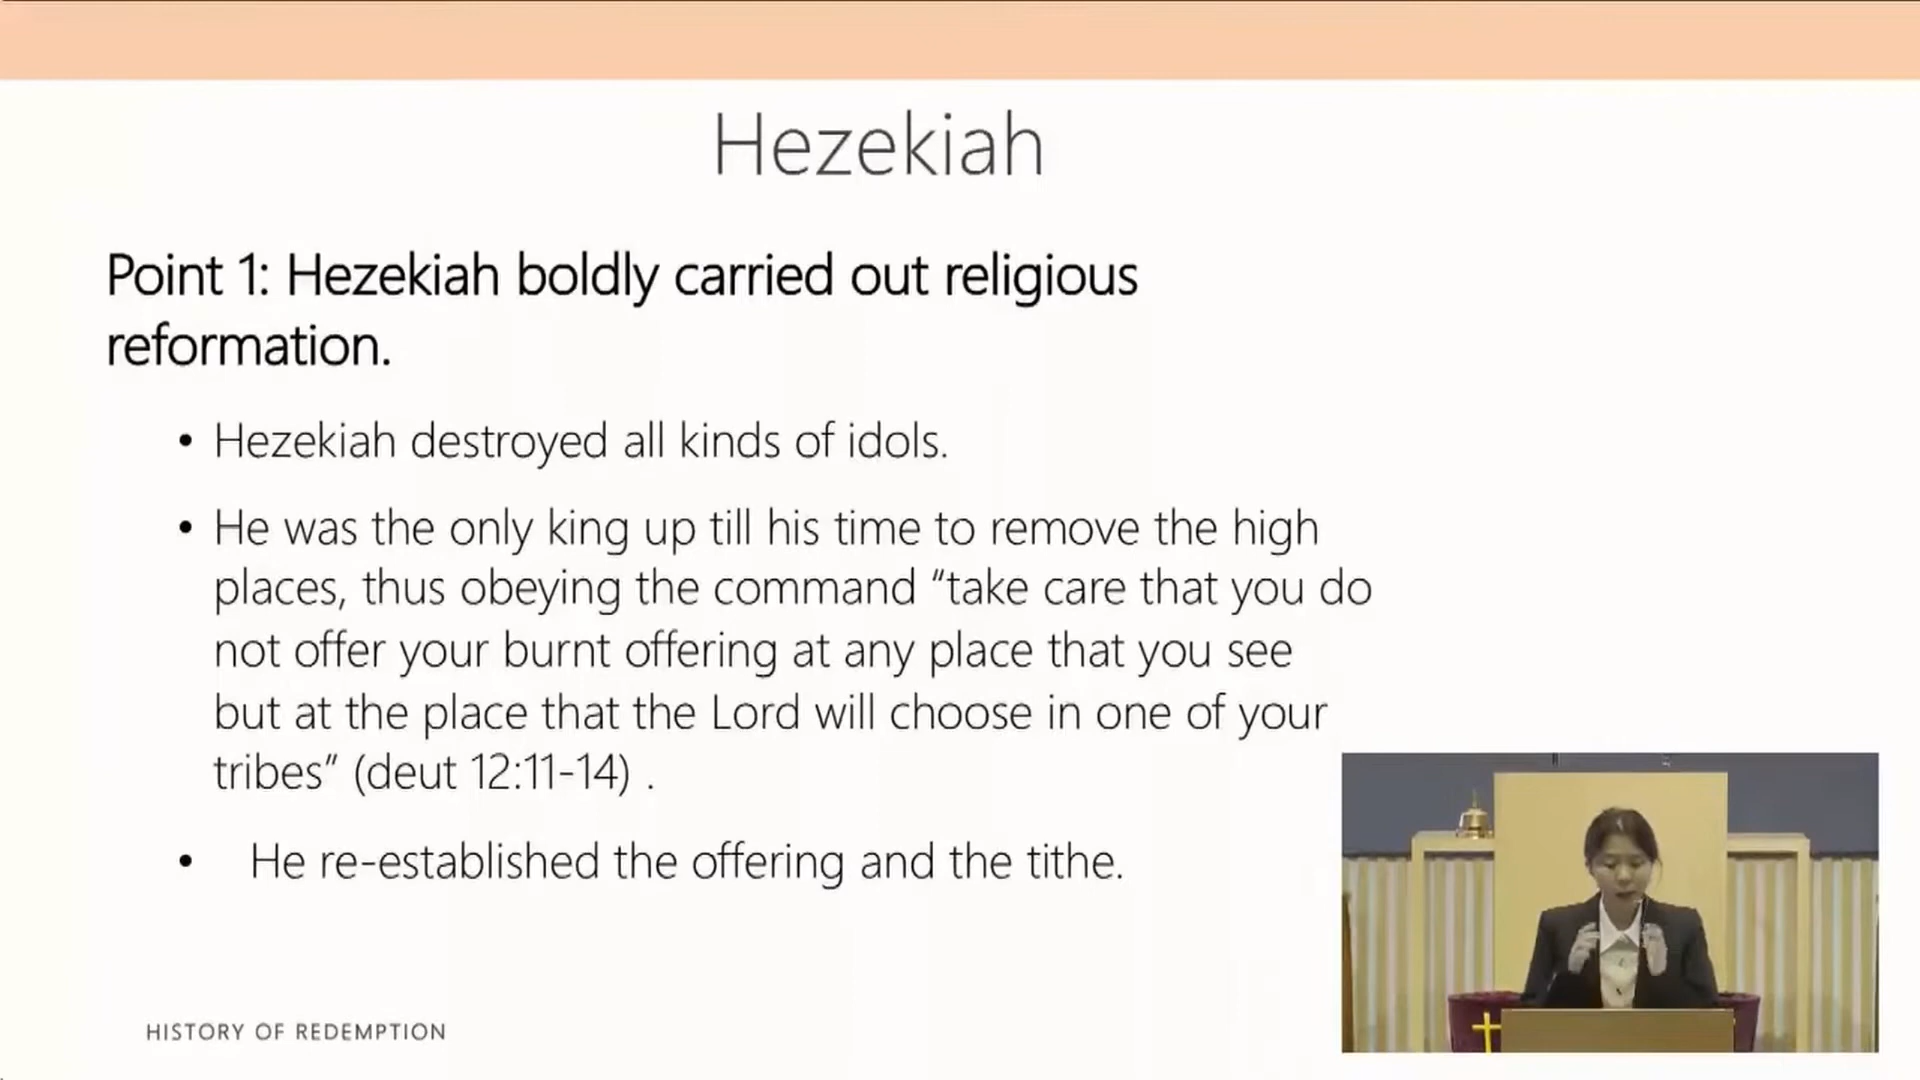 Hezekiah
Point 1: Hezekiah boldly carried out religious
reformation.
• Hezekiah destroyed all kinds of idols.
• He was the only king up till his time to remove the high
places, thus obeying the command “take care that you do
not offer your burnt offering at any place that you see
but at the place that the Lord will choose in one of your
tribes” (deut 12:11-14) .
• He re-established the offering and the tithe.
HISTORY OF REDEMPTION